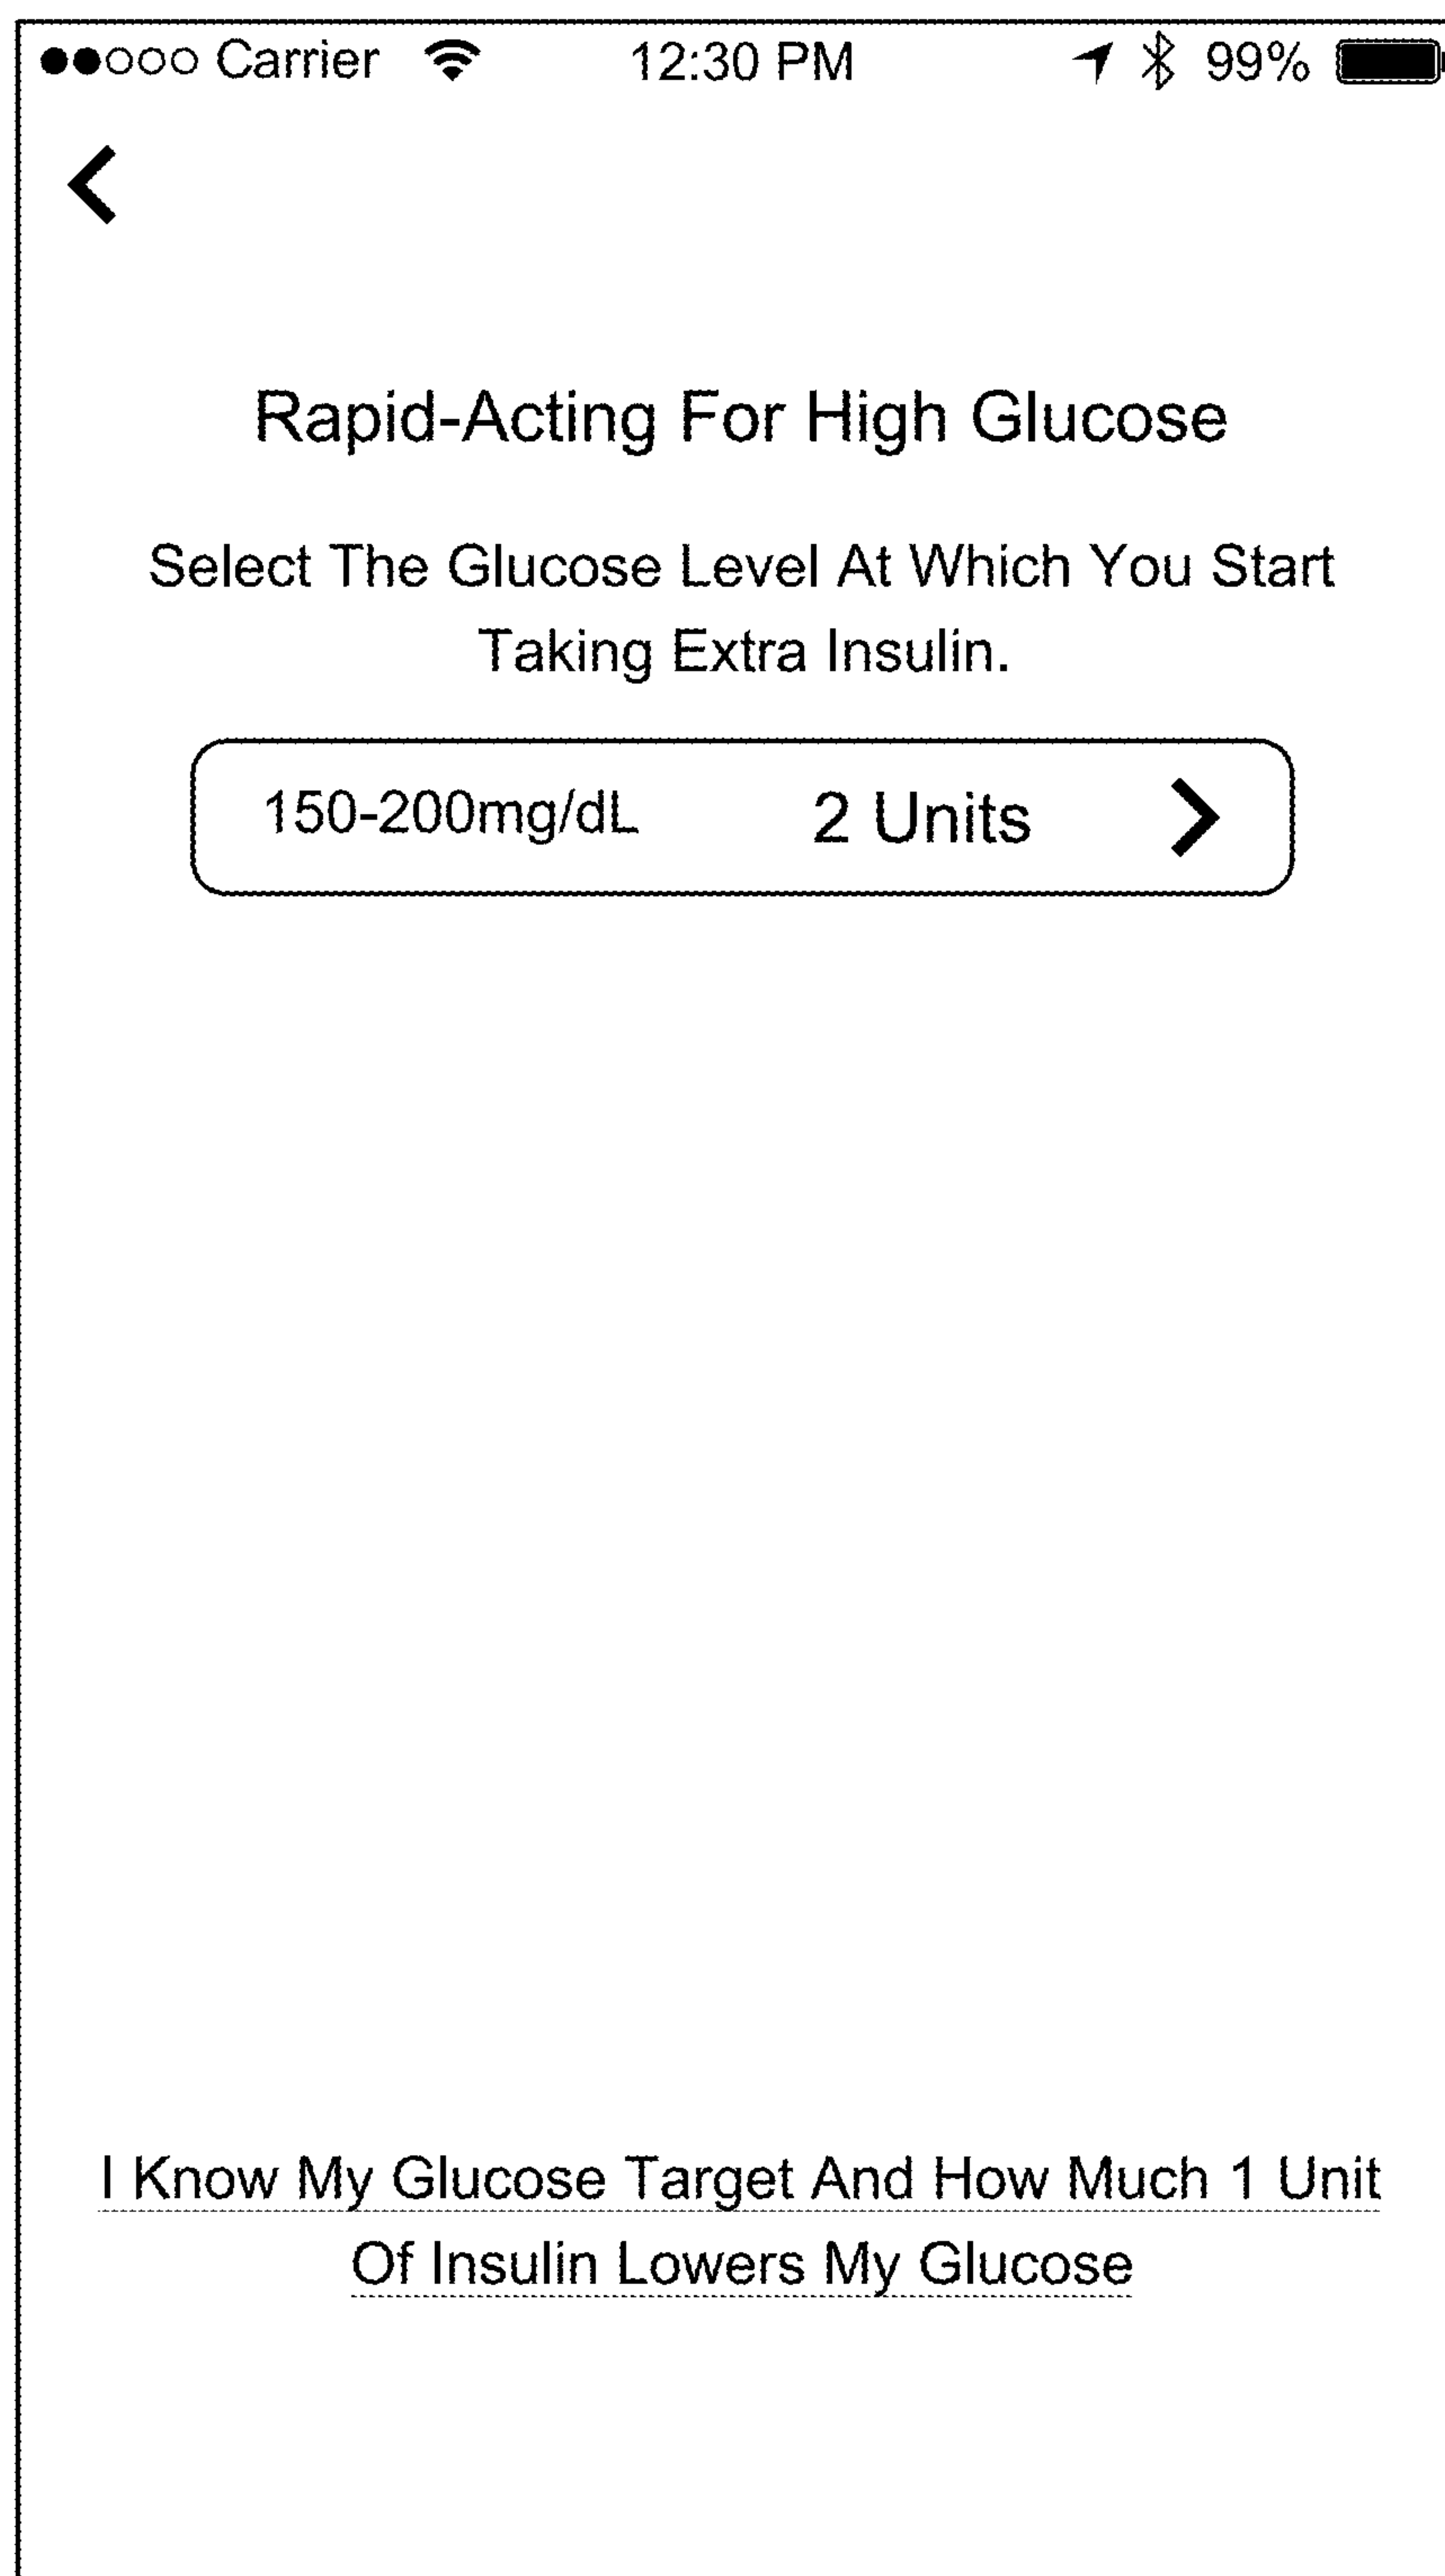 Carrier 12:30 PM 99%
Rapid-Acting For High Glucose
Select The Glucose Level At Which You Start
Taking Extra Insulin.
150-200mg/dL 2 Units
I Know My Glucose Target And How Much 1 Unit
Of Insulin Lowers My Glucose